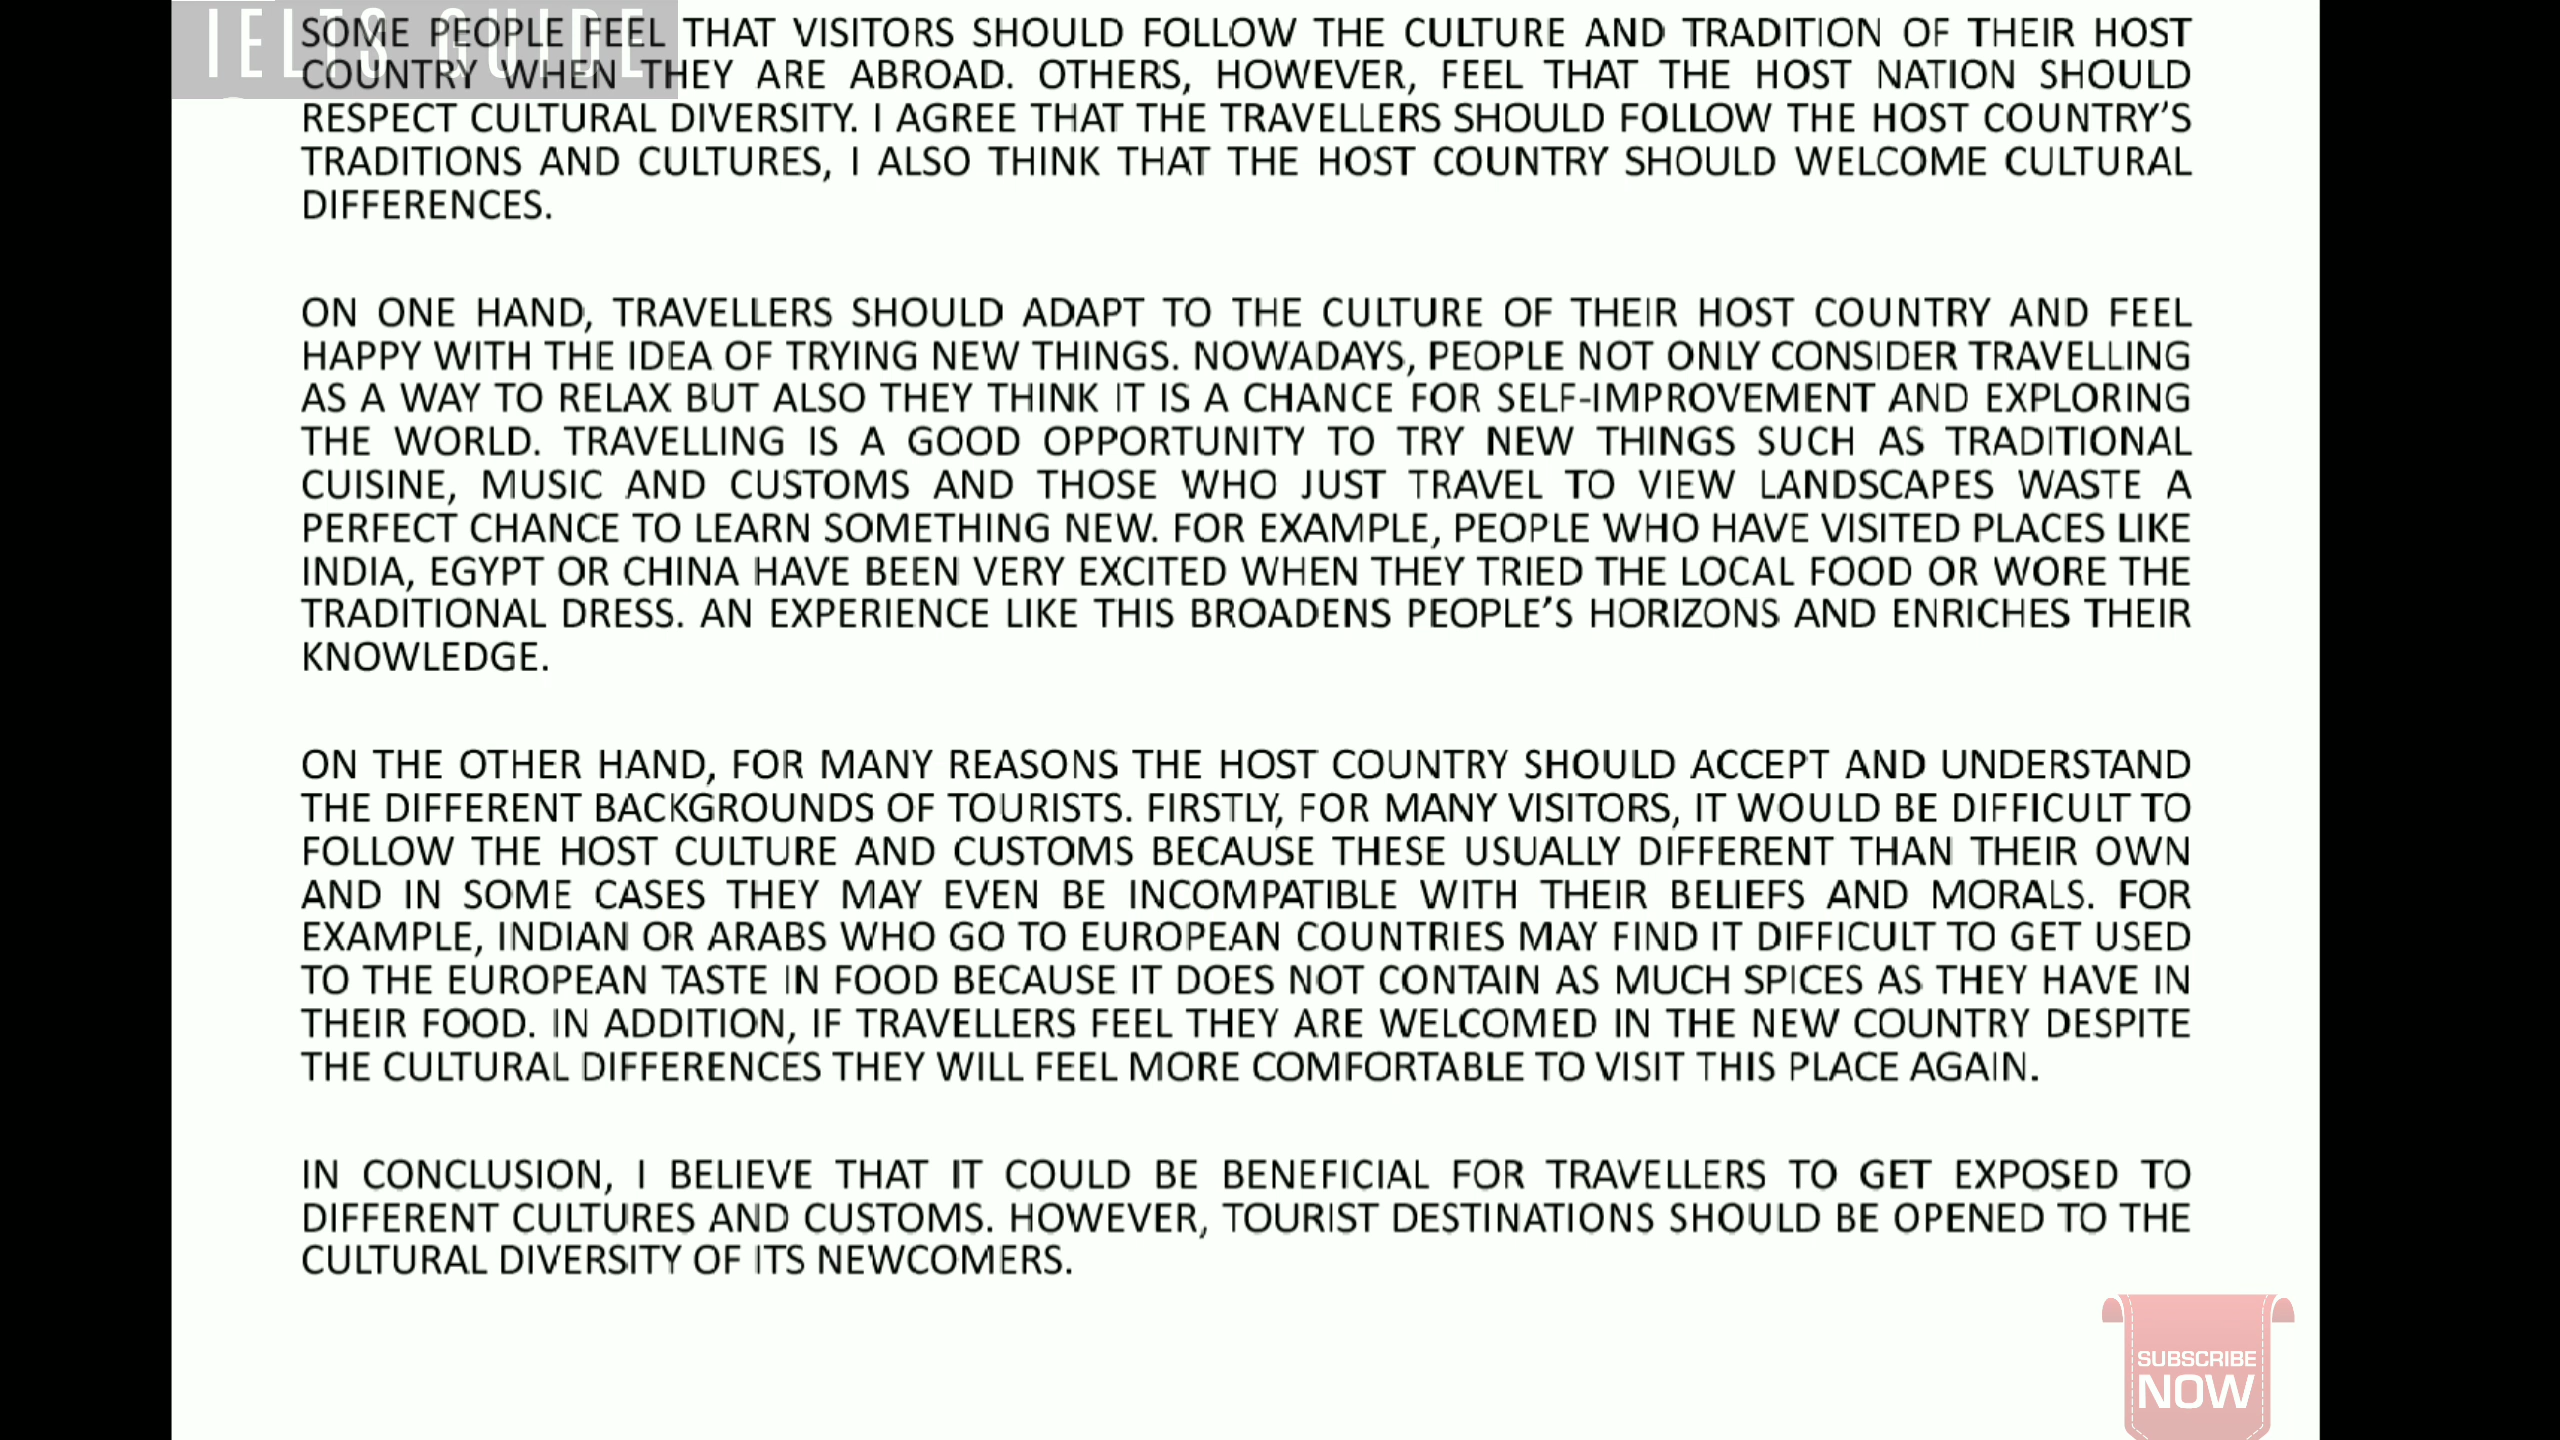 IELTS GUIDE
SOME PEOPLE FEEL THAT VISITORS SHOULD FOLLOW THE CULTURE AND TRADITION OF THEIR HOST
COUNTRY WHEN THEY ARE ABROAD. OTHERS, HOWEVER, FEEL THAT THE HOST NATION SHOULD
RESPECT CULTURAL DIVERSITY. I AGREE THAT THE TRAVELLERS SHOULD FOLLOW THE HOST COUNTRY’S
TRADITIONS AND CULTURES, I ALSO THINK THAT THE HOST COUNTRY SHOULD WELCOME CULTURAL
DIFFERENCES.
ON ONE HAND, TRAVELLERS SHOULD ADAPT TO THE CULTURE OF THEIR HOST COUNTRY AND FEEL
HAPPY WITH THE IDEA OF TRYING NEW THINGS. NOWADAYS, PEOPLE NOT ONLY CONSIDER TRAVELLING
AS A WAY TO RELAX BUT ALSO THEY THINK IT IS A CHANCE FOR SELF-IMPROVEMENT AND EXPLORING
THE WORLD. TRAVELLING IS A GOOD OPPORTUNITY TO TRY NEW THINGS SUCH AS TRADITIONAL
CUISINE, MUSIC AND CUSTOMS AND THOSE WHO JUST TRAVEL TO VIEW LANDSCAPES WASTE A
PERFECT CHANCE TO LEARN SOMETHING NEW. FOR EXAMPLE, PEOPLE WHO HAVE VISITED PLACES LIKE
INDIA, EGYPT OR CHINA HAVE BEEN VERY EXCITED WHEN THEY TRIED THE LOCAL FOOD OR WORE THE
TRADITIONAL DRESS. AN EXPERIENCE LIKE THIS BROADENS PEOPLE’S HORIZONS AND ENRICHES THEIR
KNOWLEDGE.
ON THE OTHER HAND, FOR MANY REASONS THE HOST COUNTRY SHOULD ACCEPT AND UNDERSTAND
THE DIFFERENT BACKGROUNDS OF TOURISTS. FIRSTLY, FOR MANY VISITORS, IT WOULD BE DIFFICULT TO
FOLLOW THE HOST CULTURE AND CUSTOMS BECAUSE THESE USUALLY DIFFERENT THAN THEIR OWN
AND IN SOME CASES THEY MAY EVEN BE INCOMPATIBLE WITH THEIR BELIEFS AND MORALS. FOR
EXAMPLE, INDIAN OR ARABS WHO GO TO EUROPEAN COUNTRIES MAY FIND IT DIFFICULT TO GET USED
TO THE EUROPEAN TASTE IN FOOD BECAUSE IT DOES NOT CONTAIN AS MUCH SPICES AS THEY HAVE IN
THEIR FOOD. IN ADDITION, IF TRAVELLERS FEEL THEY ARE WELCOMED IN THE NEW COUNTRY DESPITE
THE CULTURAL DIFFERENCES THEY WILL FEEL MORE COMFORTABLE TO VISIT THIS PLACE AGAIN.
IN CONCLUSION, I BELIEVE THAT IT COULD BE BENEFICIAL FOR TRAVELLERS TO GET EXPOSED TO
DIFFERENT CULTURES AND CUSTOMS. HOWEVER, TOURIST DESTINATIONS SHOULD BE OPENED TO THE
CULTURAL DIVERSITY OF ITS NEWCOMERS.
SUBSCRIBE
NOW